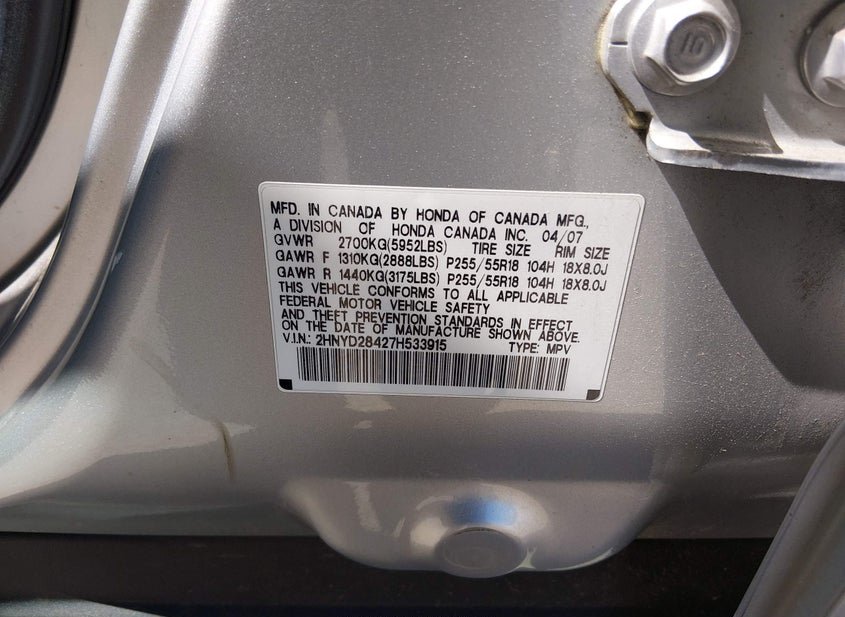 16
MFD. IN CANADA BY HONDA OF CANADA MFG.,
A DIVISION OF HONDA CANADA INC. 04/07
GVWR 2700KG(5952LBS) TIRE SIZE RIM SIZE
GAWR F 1310KG(2888LBS) P255/55R18 104H 18X8.0J
GAWR R 1440KG(3175LBS) P255/55R18 104H 18X8.0J
THIS VEHICLE CONFORMS TO ALL APPLICABLE
FEDERAL MOTOR VEHICLE SAFETY
AND THEFT PREVENTION STANDARDS IN EFFECT
ON THE DATE OF MANUFACTURE SHOWN ABOVE.
V.I.N.: 2HNYD28427H533915 TYPE: MPV